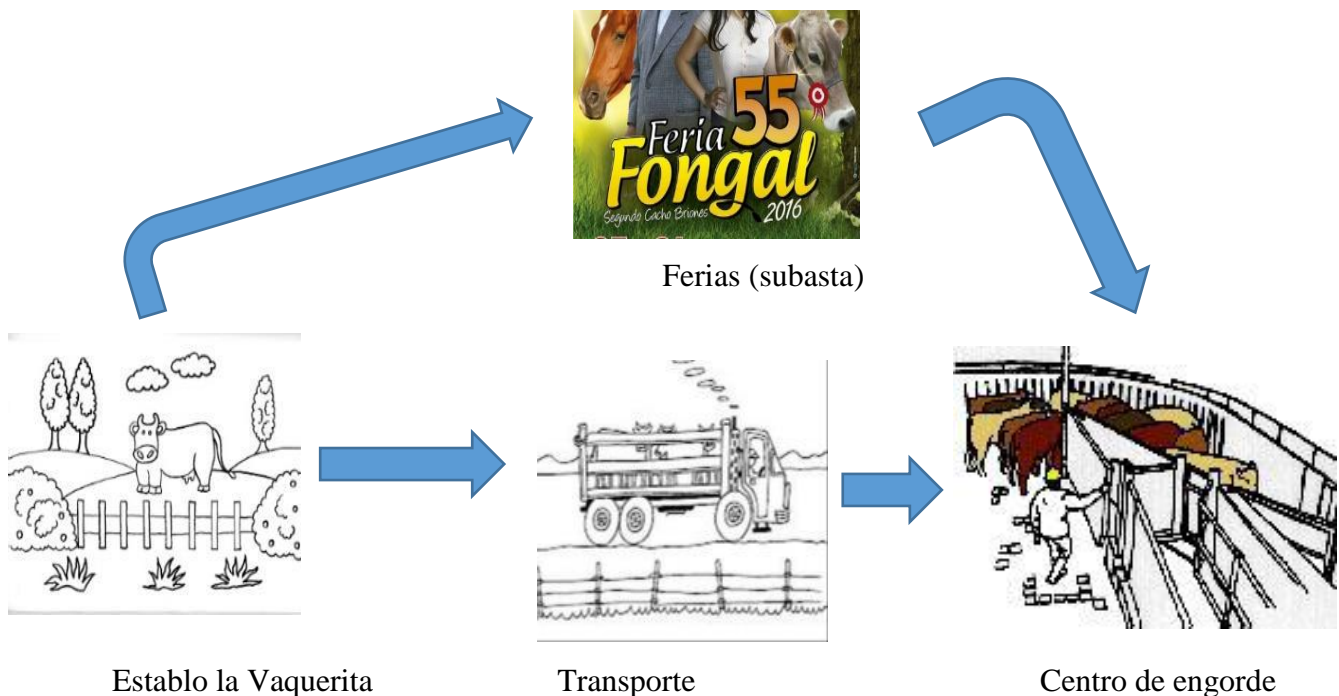 55
Feria
Fongal
Segundo Cacho Briones
2016
Ferias (subasta)
Establo la Vaquerita
Transporte
Centro de engorde